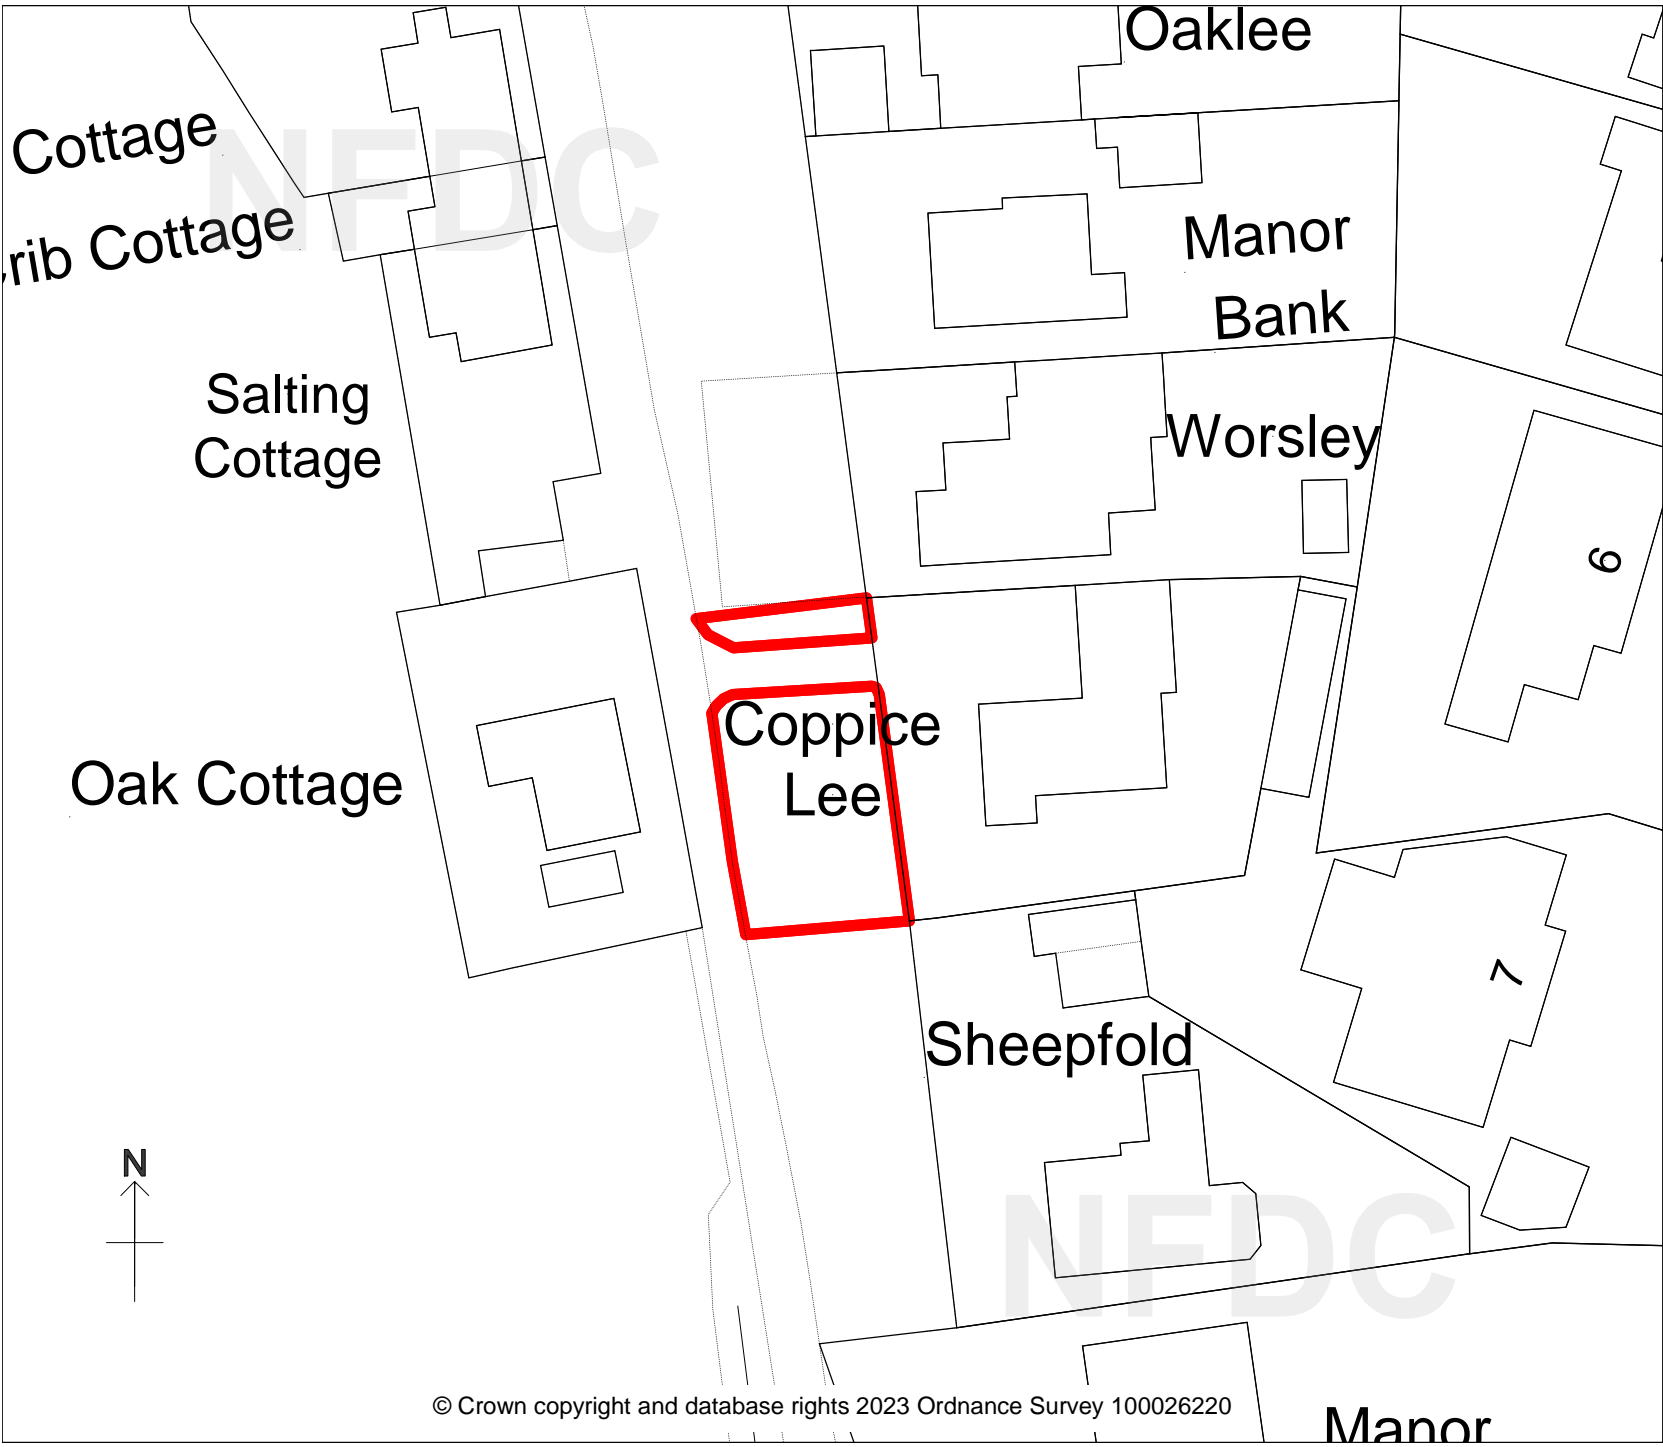 Oaklee
Cottage
NFDC
rib Cottage
Manor
Bank
Salting
Cottage
Worsley
6
Coppice
Lee
Oak Cottage
7
Sheepfold
N
NFDC
© Crown copyright and database rights 2023 Ordnance Survey 100026220
Manor